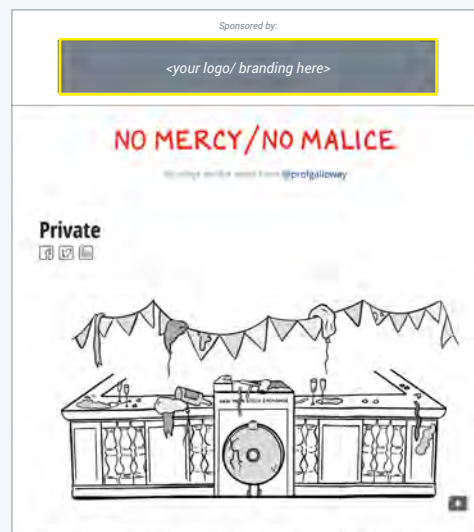 Sponsored by:
<your logo/ branding here>
NO MERCY/NO MALICE
@profgalloway
Private
NEW YORK STOCK EXCHANGE